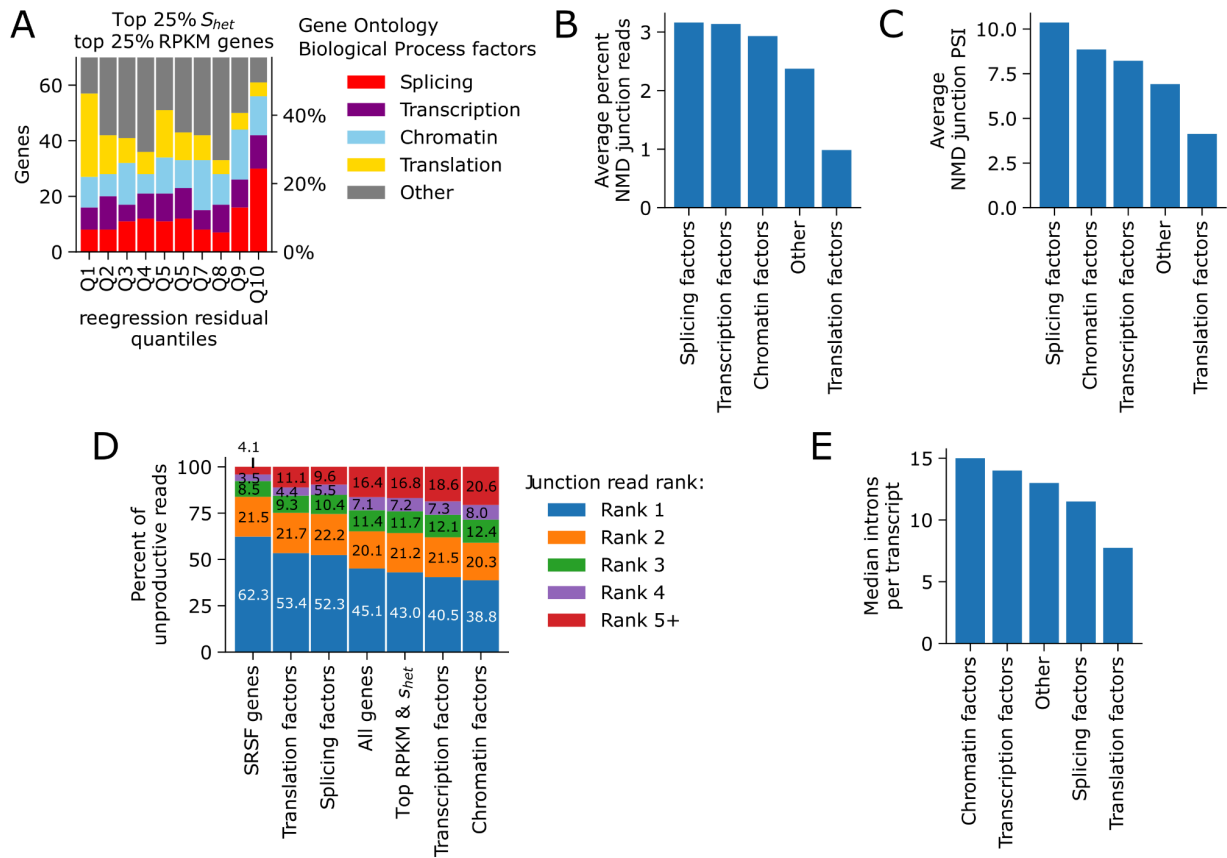 A
Top 25% S_het
top 25% RPKM genes
Genes
60
40
20
0
40%
20%
0%
Q1
Q2
Q3
Q4
Q5
Q5
Q7
Q8
Q9
Q10
reegression residual
quantiles
Gene Ontology
Biological Process factors
Splicing
Transcription
Chromatin
Translation
Other
B
Average percent
NMD junction reads
3
2
1
0
Splicing factors
Transcription factors
Chromatin factors
Other
Translation factors
C
Average
NMD junction PSI
10.0
7.5
5.0
2.5
0.0
Splicing factors
Chromatin factors
Transcription factors
Other
Translation factors
D
Percent of
unproductive reads
100
75
50
25
0
4.1
3.5
8.5
21.5
62.3
11.1
4.4
9.3
21.7
53.4
9.6
5.5
10.4
22.2
52.3
16.4
7.1
11.4
20.1
45.1
16.8
7.2
11.7
21.2
43.0
18.6
7.3
12.1
21.5
40.5
20.6
8.0
12.4
20.3
38.8
SRSF genes
Translation factors
Splicing factors
All genes
Top RPKM & s_het
Transcription factors
Chromatin factors
Junction read rank:
Rank 1
Rank 2
Rank 3
Rank 4
Rank 5+
E
Median introns
per transcript
15
10
5
0
Chromatin factors
Transcription factors
Other
Splicing factors
Translation factors